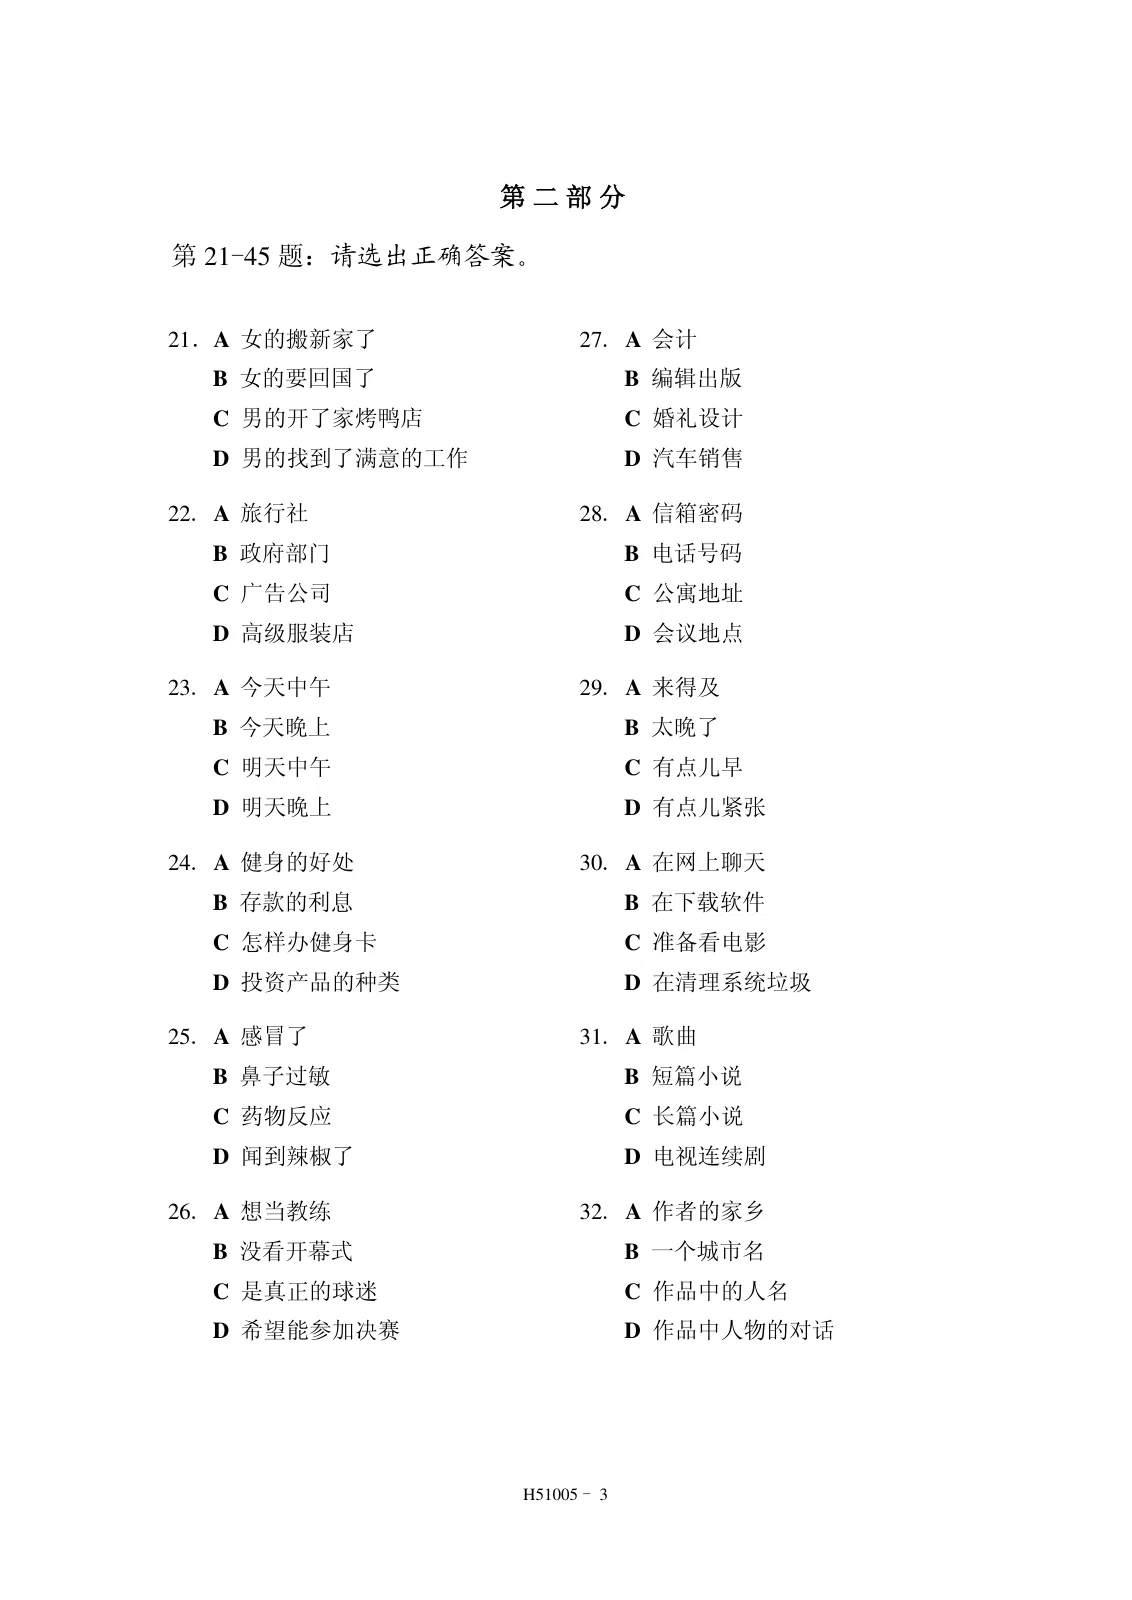 第二部分
第 21-45 题：请选出正确答案。
21. A 女的搬新家了
B 女的要回国了
C 男的开了家烤鸭店
D 男的找到了满意的工作
22. A 旅行社
B 政府部门
C 广告公司
D 高级服装店
23. A 今天中午
B 今天晚上
C 明天中午
D 明天晚上
24. A 健身的好处
B 存款的利息
C 怎样办健身卡
D 投资产品的种类
25. A 感冒了
B 鼻子过敏
C 药物反应
D 闻到辣椒了
26. A 想当教练
B 没看开幕式
C 是真正的球迷
D 希望能参加决赛
27. A 会计
B 编辑出版
C 婚礼设计
D 汽车销售
28. A 信箱密码
B 电话号码
C 公寓地址
D 会议地点
29. A 来得及
B 太晚了
C 有点儿早
D 有点儿紧张
30. A 在网上聊天
B 在下载软件
C 准备看电影
D 在清理系统垃圾
31. A 歌曲
B 短篇小说
C 长篇小说
D 电视连续剧
32. A 作者的家乡
B 一个城市名
C 作品中的人名
D 作品中人物的对话
H51005 - 3